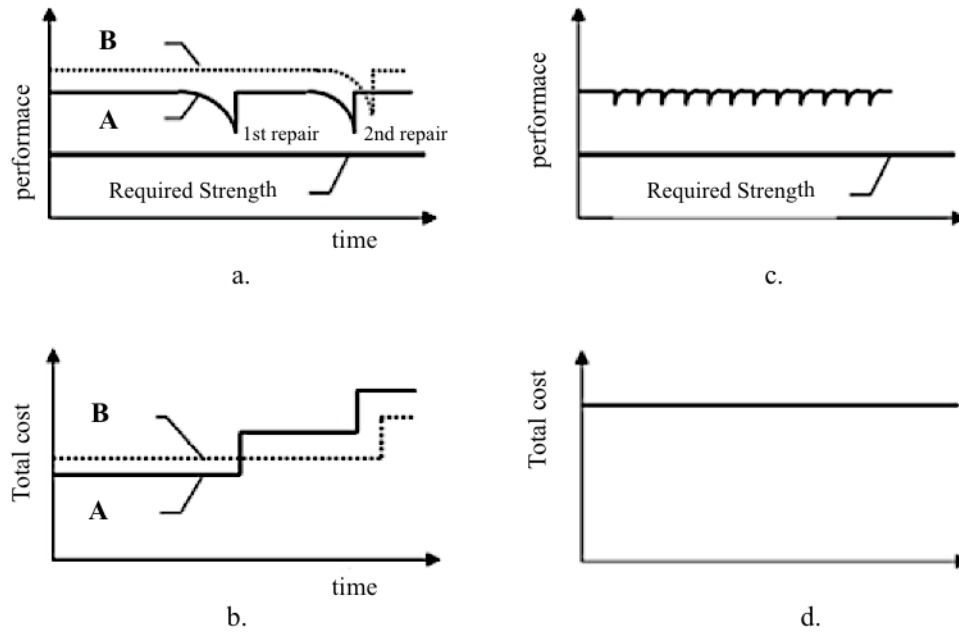 performace
B
A
1st repair
2nd repair
Required Strength
time
a.
performace
Required Strength
c.
Total cost
B
A
time
b.
Total cost
d.